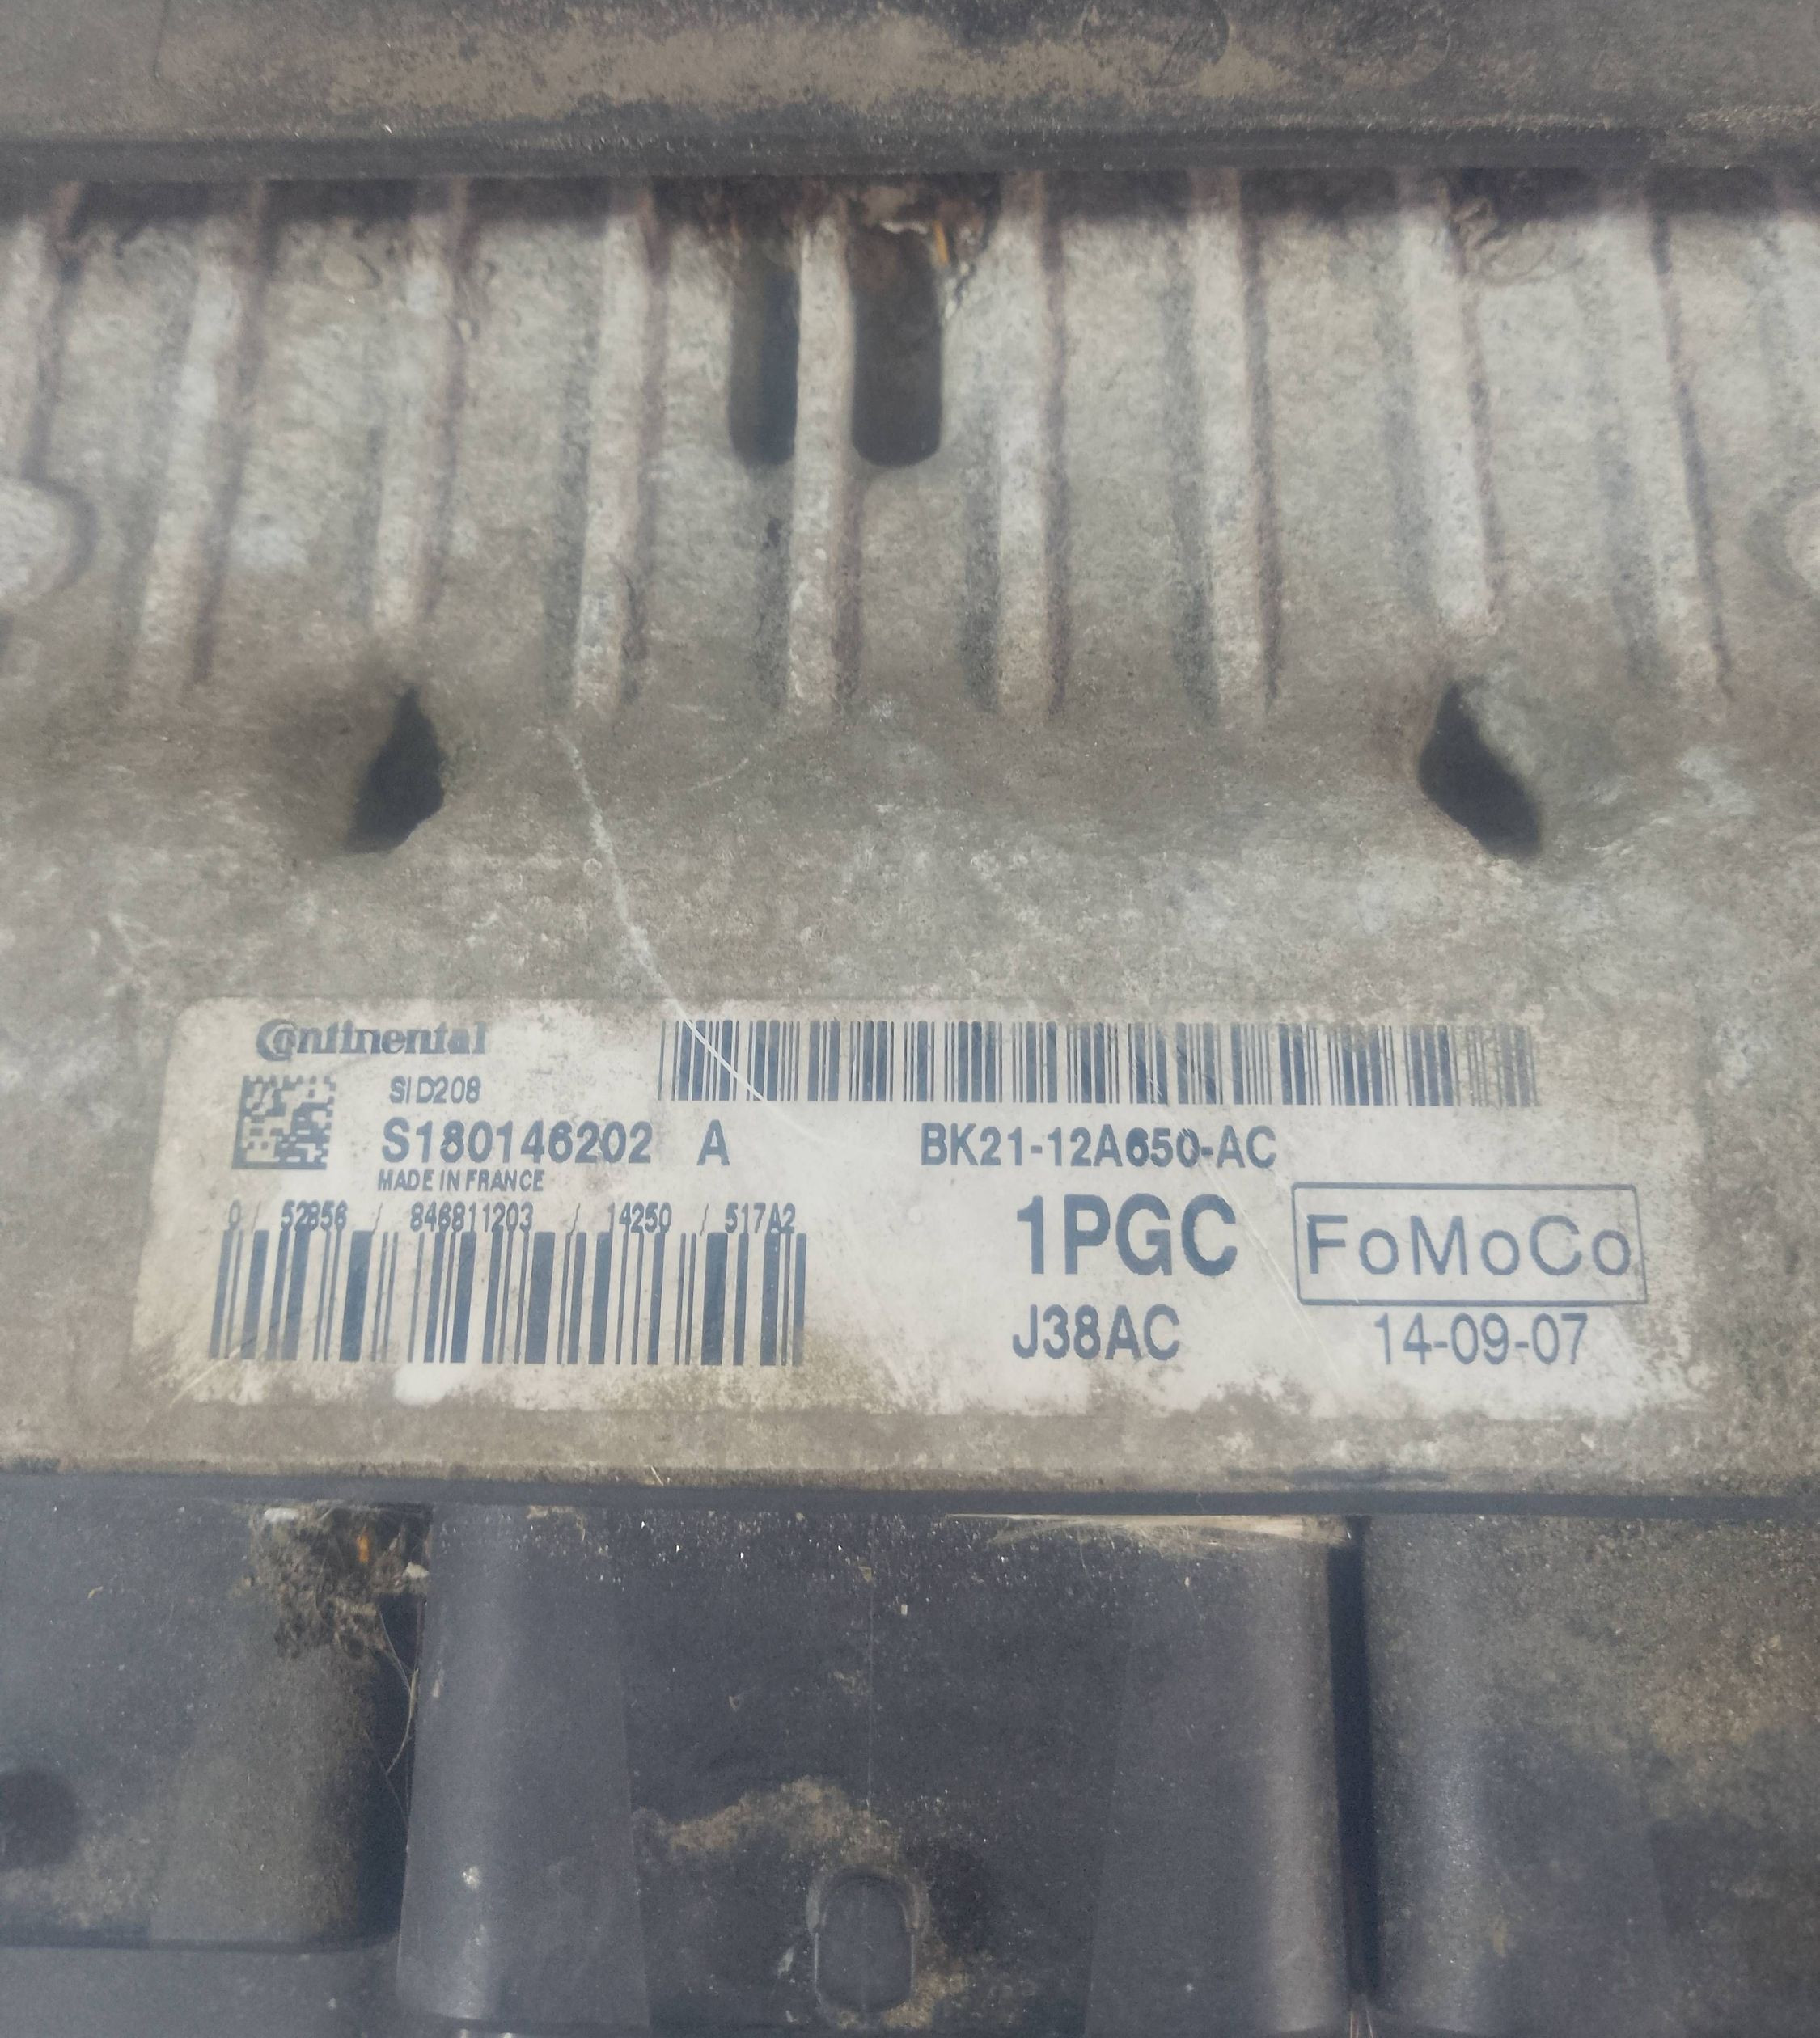 Continental
SID208
S180146202 A
MADE IN FRANCE
0 / 52856 / 846811203 / 14250 / 517A2
BK21-12A650-AC
1PGC
FoMoCo
J38AC
14-09-07